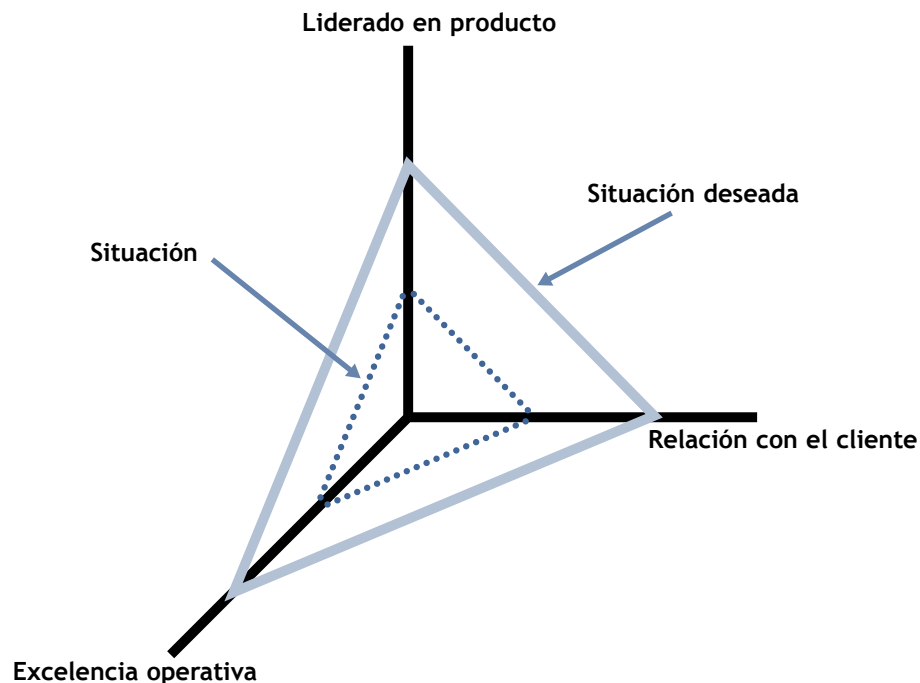 Liderado en producto
Situación deseada
Situación
Relación con el cliente
Excelencia operativa